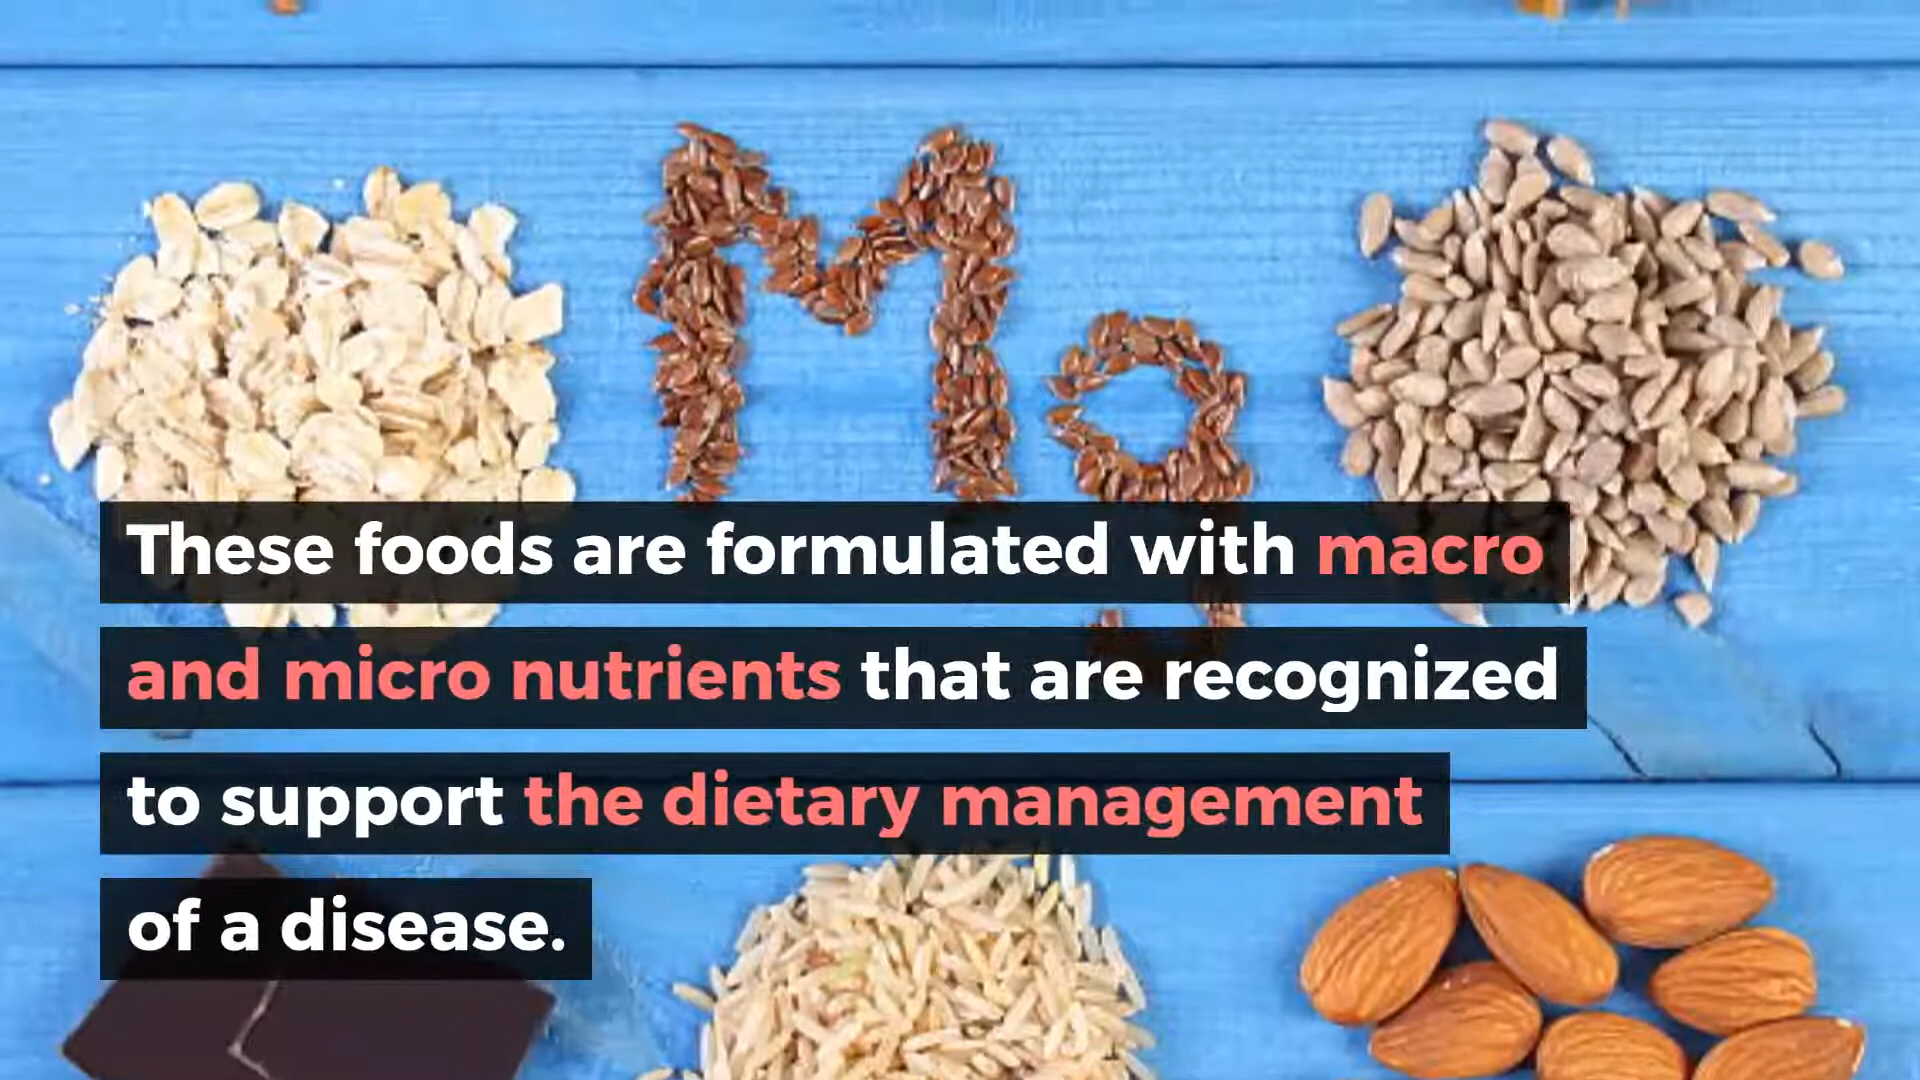 Mg
These foods are formulated with macro
and micro nutrients that are recognized
to support the dietary management
of a disease.